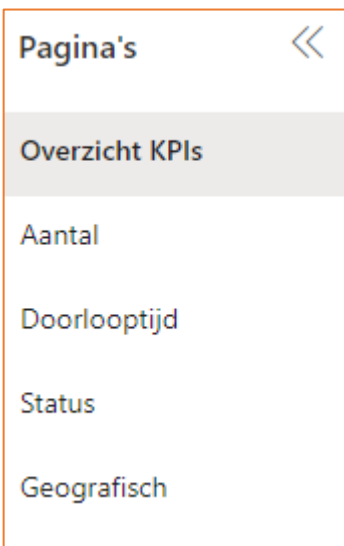 Pagina's
Overzicht KPIs
Aantal
Doorlooptijd
Status
Geografisch